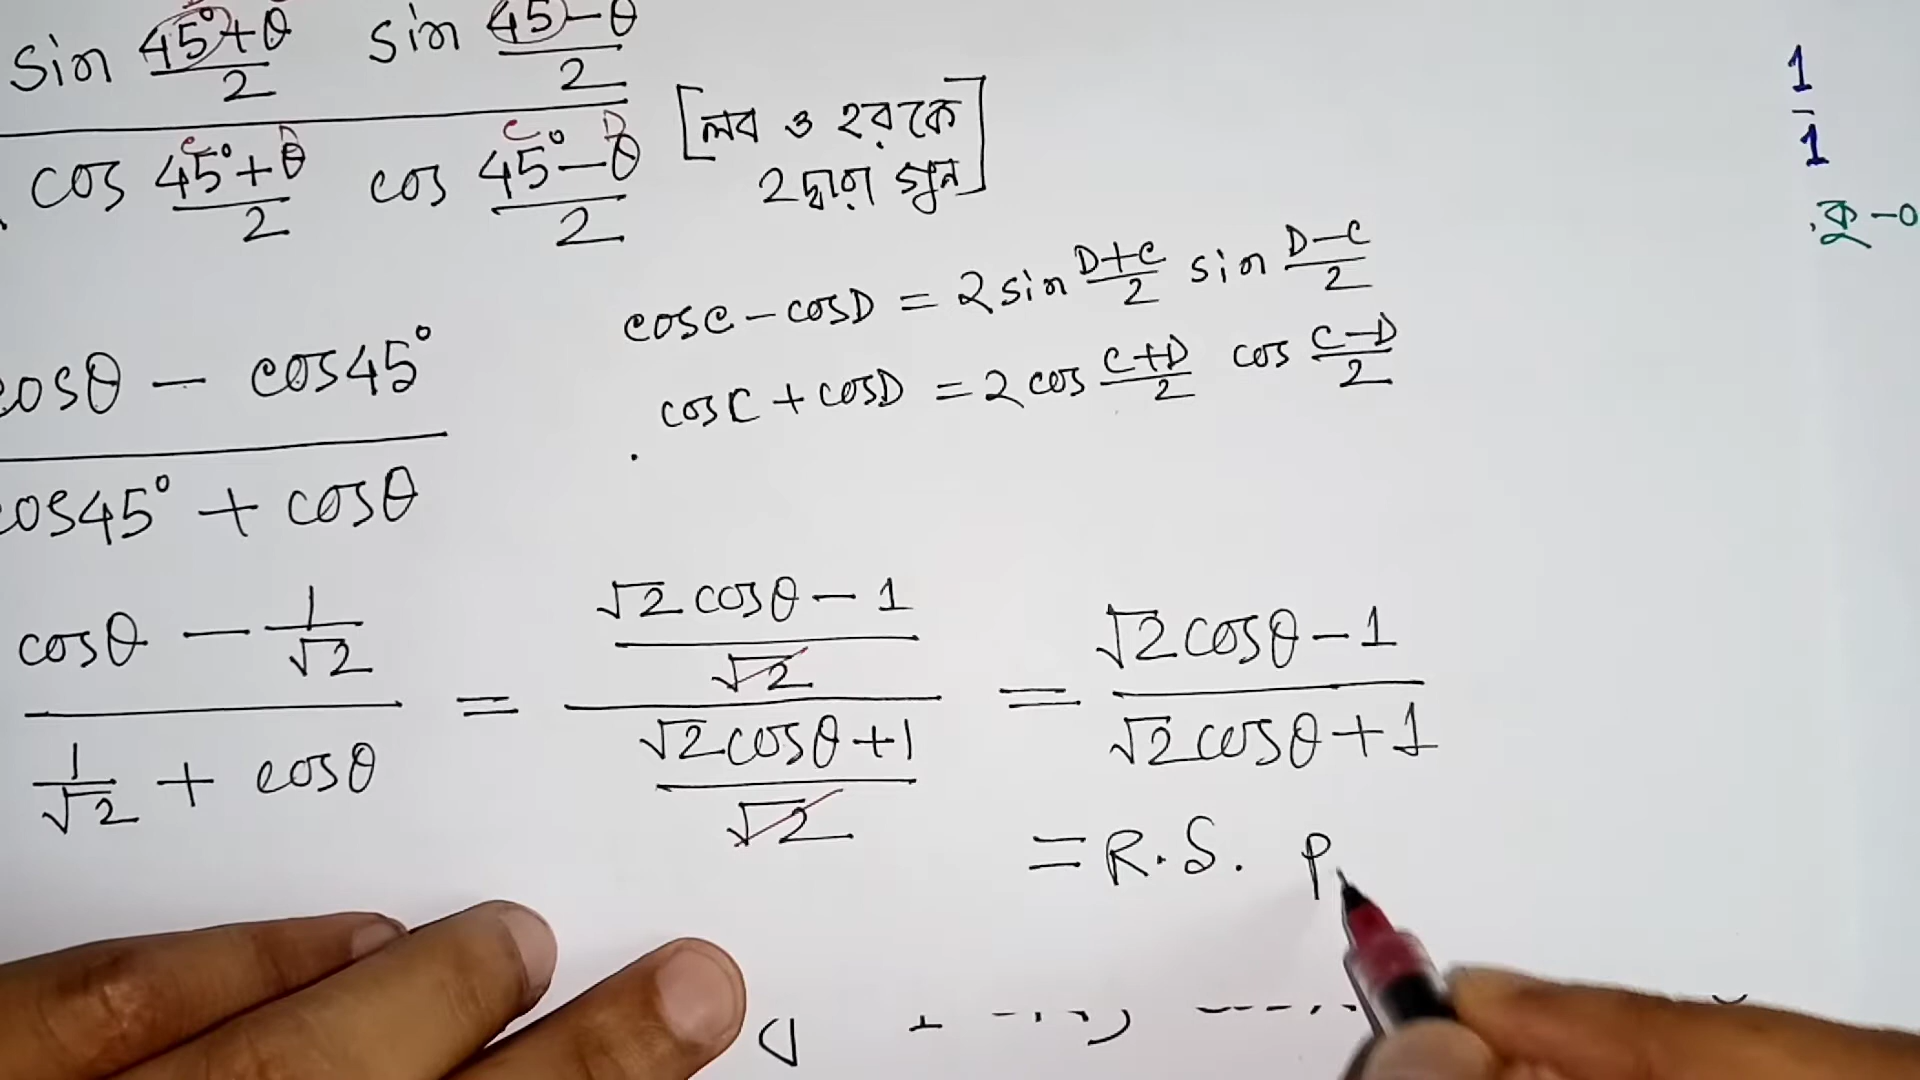 sin (45°+θ)/2 sin (45-θ)/2
cos (45°+θ)/2 cos (45°-θ)/2
C D C D
[লব ও হরকে
2 দ্বারা গুন]
1/1
cosC - cosD = 2 sin (D+C)/2 sin (D-C)/2
cosC + cosD = 2 cos (C+D)/2 cos (C-D)/2
cosθ - cos45°
cos45° + cosθ
(cosθ - 1/√2)/(1/√2 + cosθ) = ((√2cosθ-1)/√2)/((√2cosθ+1)/√2) = (√2cosθ-1)/(√2cosθ+1)
= R.S. P